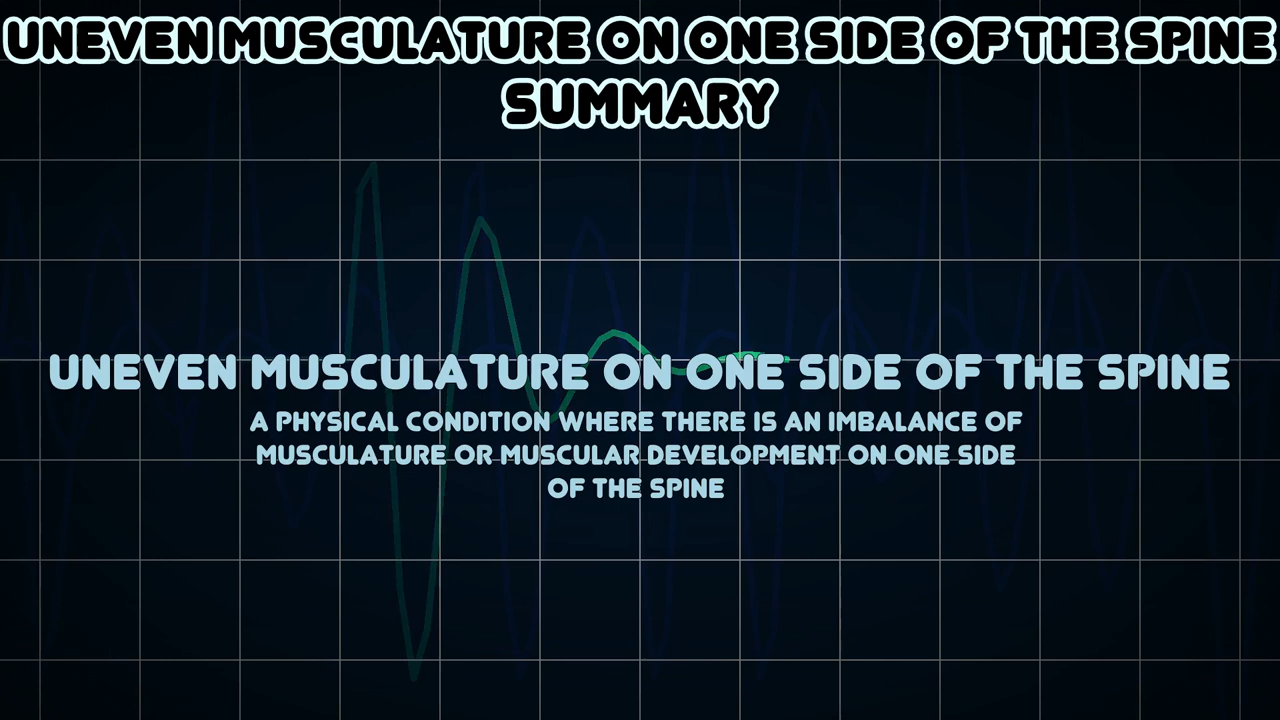 UNEVEN MUSCULATURE ON ONE SIDE OF THE SPINE
SUMMARY
UNEVEN MUSCULATURE ON ONE SIDE OF THE SPINE
A PHYSICAL CONDITION WHERE THERE IS AN IMBALANCE OF
MUSCULATURE OR MUSCULAR DEVELOPMENT ON ONE SIDE
OF THE SPINE